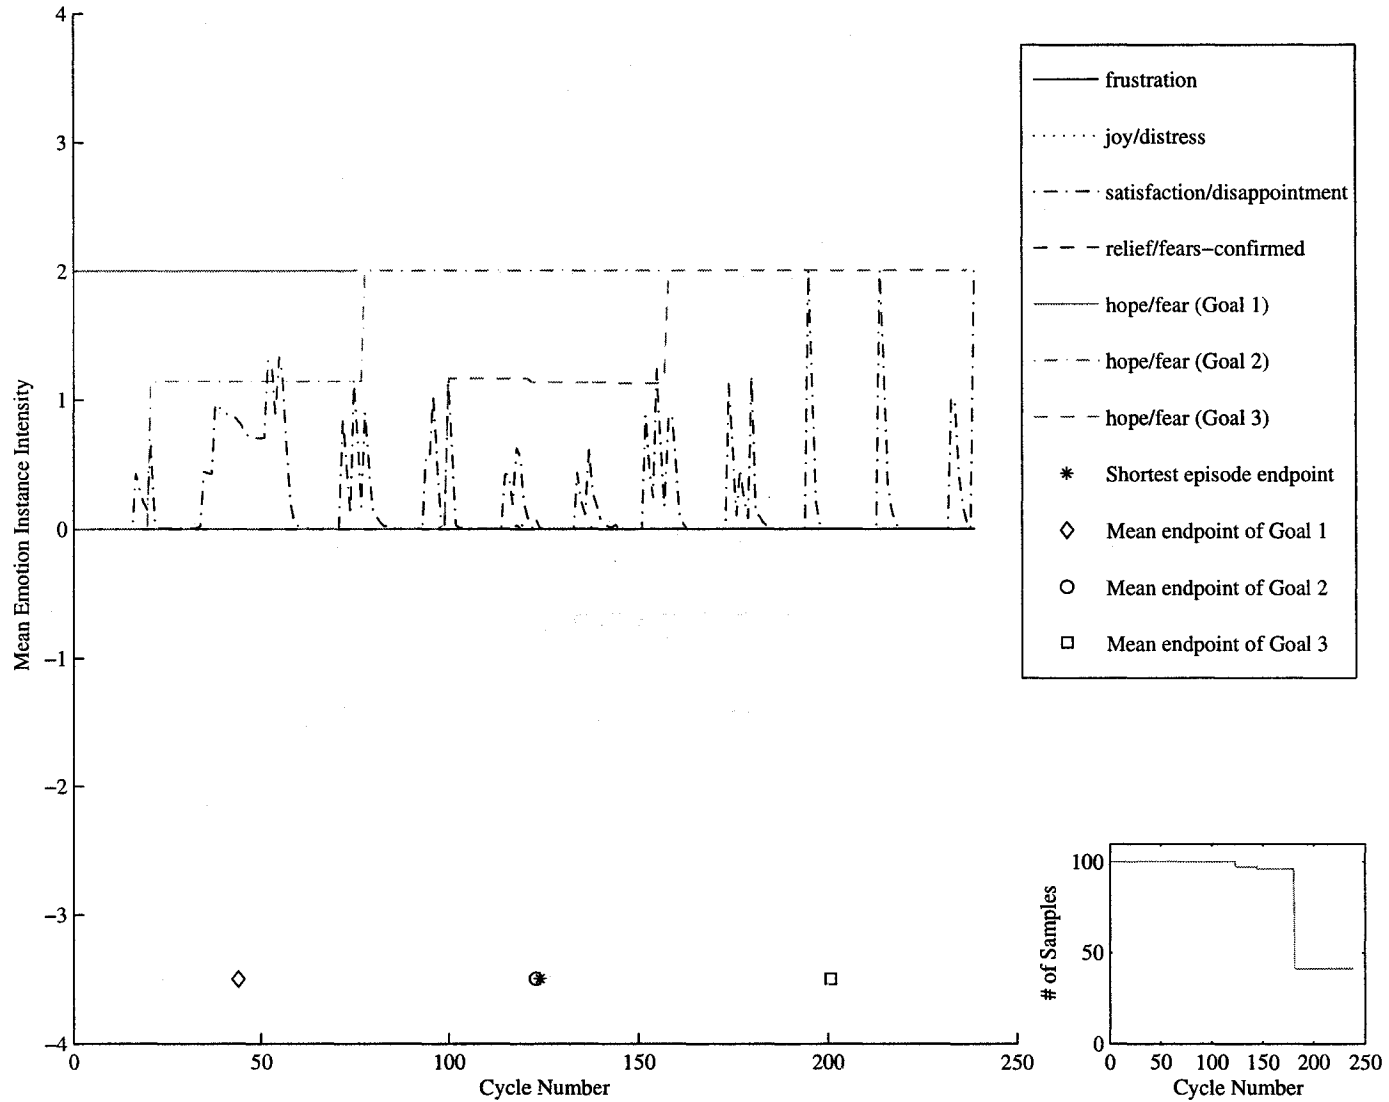 4
3
2
1
0
−1
−2
−3
−4
Mean Emotion Instance Intensity
0 50 100 150 200 250
Cycle Number
frustration
joy/distress
satisfaction/disappointment
relief/fears−confirmed
hope/fear (Goal 1)
hope/fear (Goal 2)
hope/fear (Goal 3)
Shortest episode endpoint
Mean endpoint of Goal 1
Mean endpoint of Goal 2
Mean endpoint of Goal 3
100
50
0
# of Samples
0 50 100 150 200 250
Cycle Number